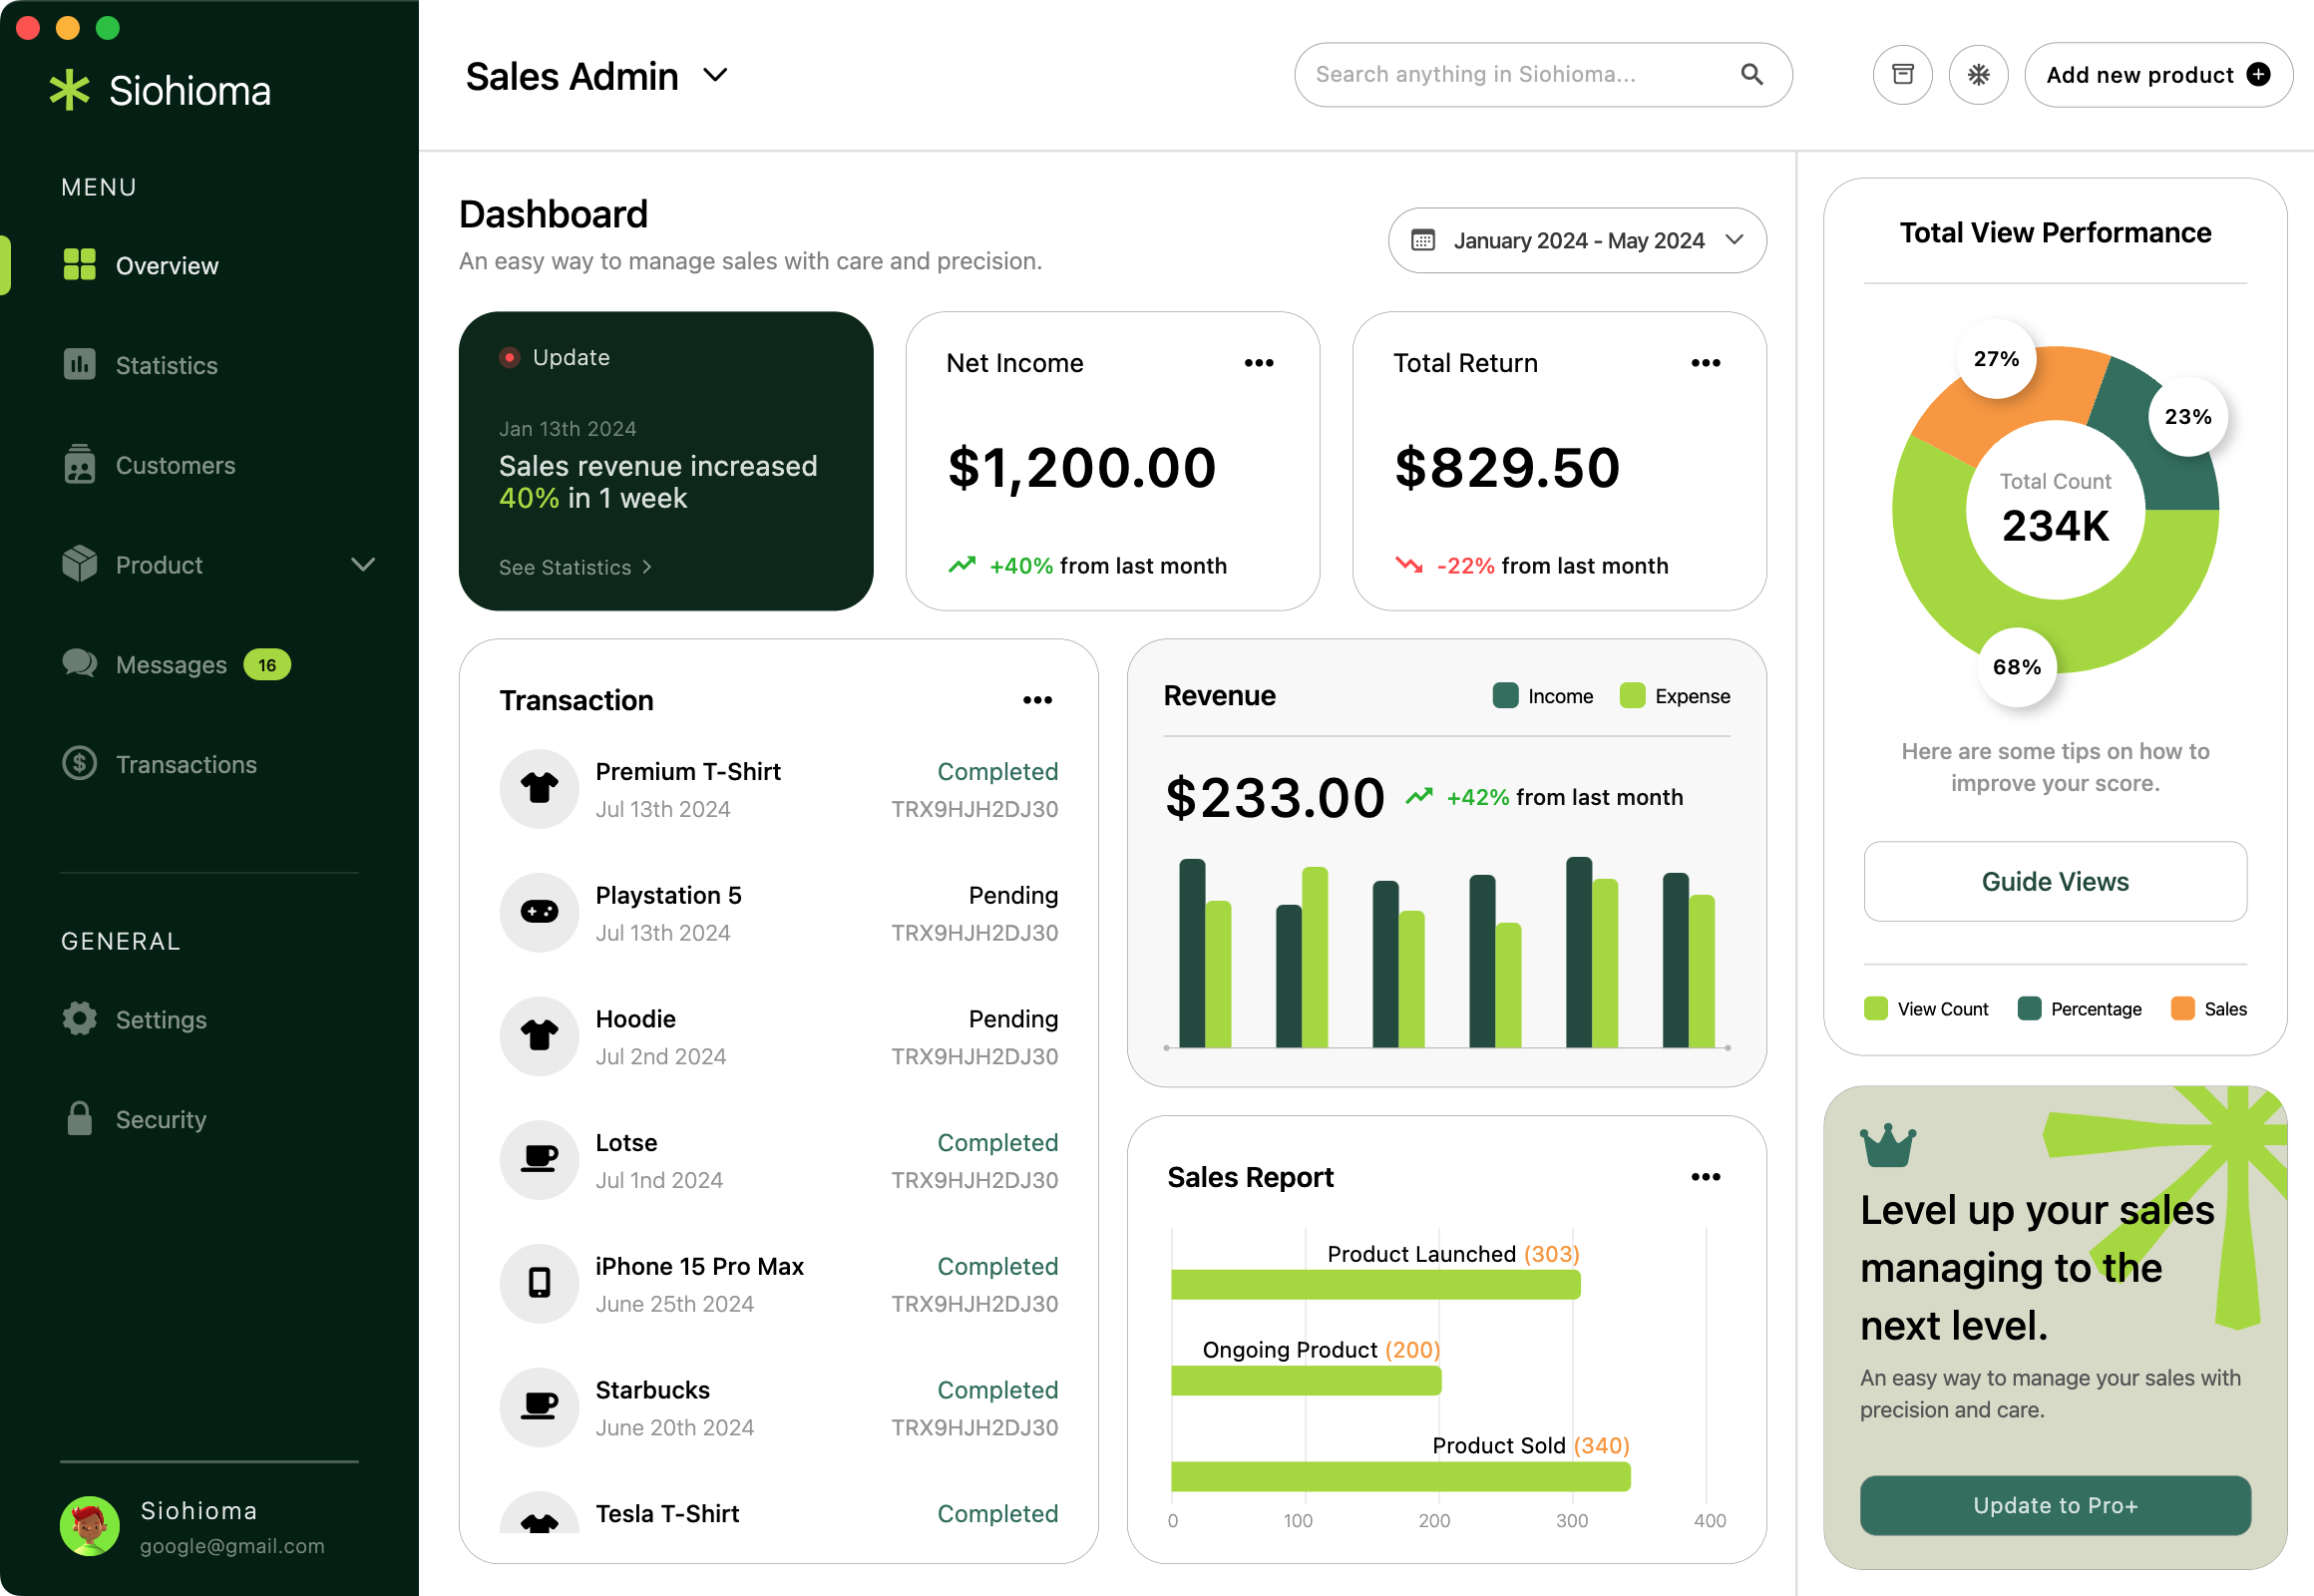 Siohioma
MENU
Overview
Statistics
Customers
Product
Messages 16
Transactions
GENERAL
Settings
Security
Siohioma
google@gmail.com
Sales Admin
Search anything in Siohioma...
Add new product
Dashboard
An easy way to manage sales with care and precision.
January 2024 - May 2024
Update
Jan 13th 2024
Sales revenue increased
40% in 1 week
See Statistics
Net Income
$1,200.00
+40% from last month
Total Return
$829.50
-22% from last month
Transaction
Premium T-Shirt Completed
Jul 13th 2024 TRX9HJH2DJ30
Playstation 5 Pending
Jul 13th 2024 TRX9HJH2DJ30
Hoodie Pending
Jul 2nd 2024 TRX9HJH2DJ30
Lotse Completed
Jul 1nd 2024 TRX9HJH2DJ30
iPhone 15 Pro Max Completed
June 25th 2024 TRX9HJH2DJ30
Starbucks Completed
June 20th 2024 TRX9HJH2DJ30
Tesla T-Shirt Completed
Revenue Income Expense
$233.00 +42% from last month
Sales Report
Product Launched (303)
Ongoing Product (200)
Product Sold (340)
0 100 200 300 400
Total View Performance
27%
23%
Total Count
234K
68%
Here are some tips on how to
improve your score.
Guide Views
View Count Percentage Sales
Level up your sales
managing to the
next level.
An easy way to manage your sales with
precision and care.
Update to Pro+